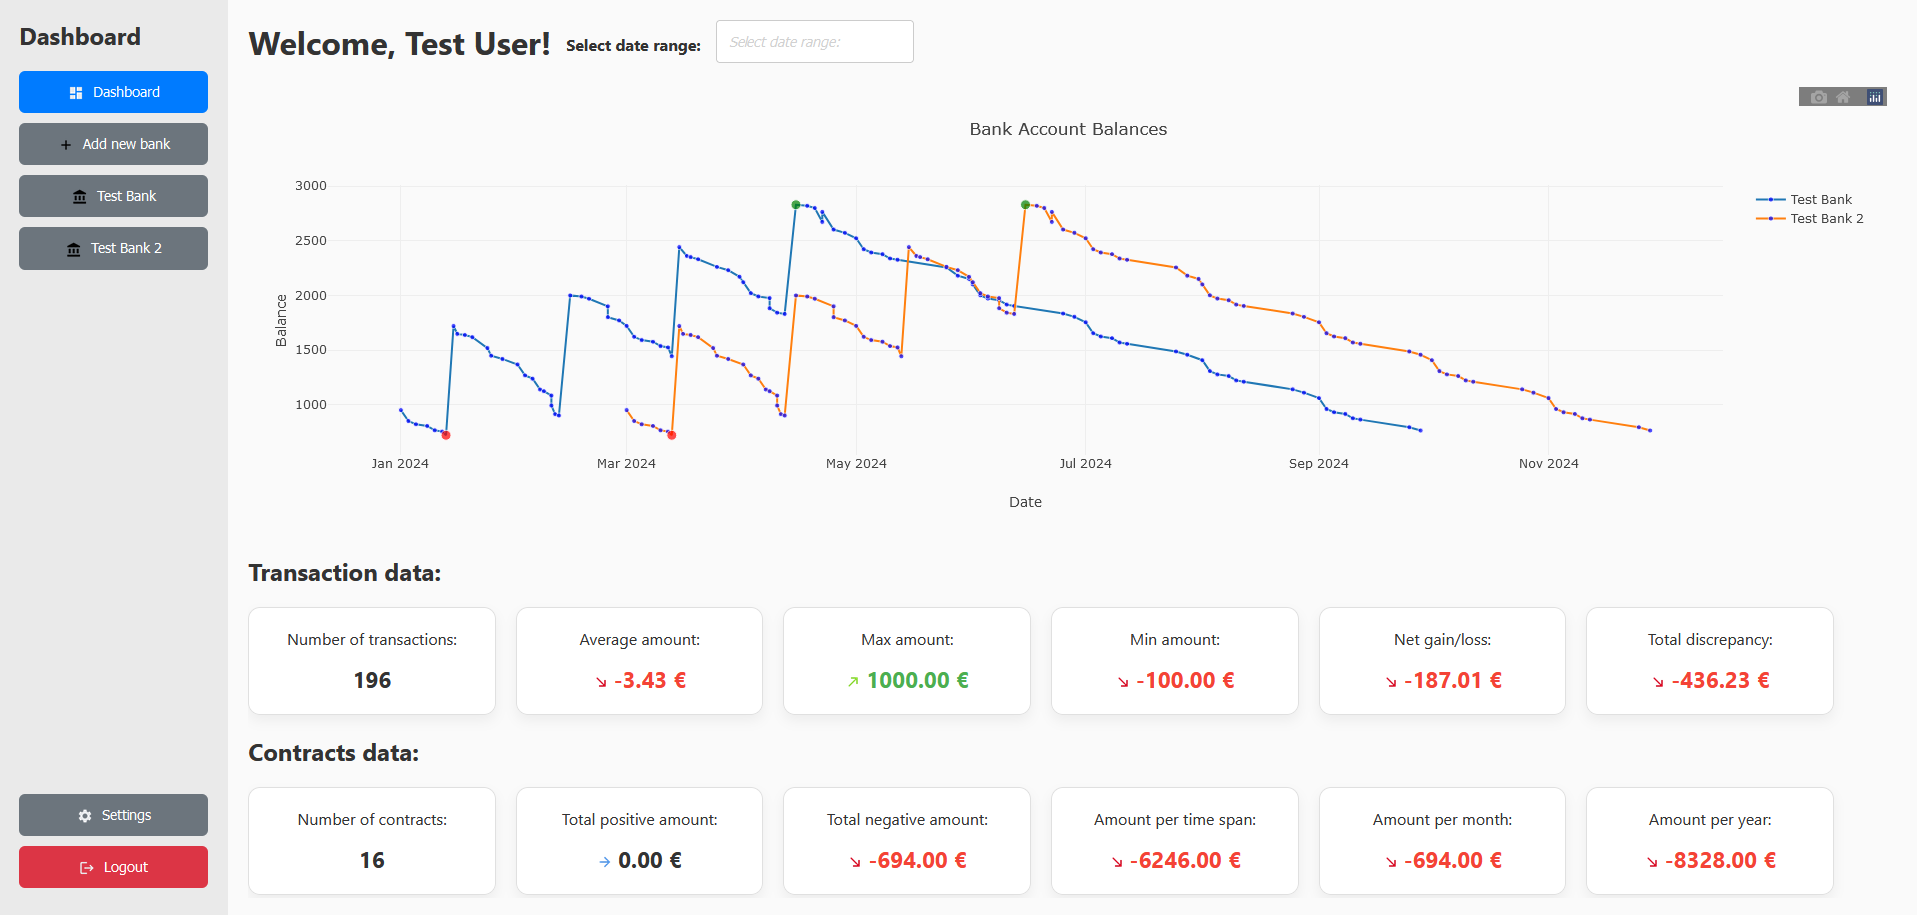 Dashboard
Dashboard
Add new bank
Test Bank
Test Bank 2
Settings
Logout
Welcome, Test User!
Select date range:
Select date range:
Bank Account Balances
3000
2500
2000
1500
1000
Balance
Jan 2024
Mar 2024
May 2024
Jul 2024
Sep 2024
Nov 2024
Date
Test Bank
Test Bank 2
Transaction data:
Number of transactions:
196
Average amount:
-3.43 €
Max amount:
1000.00 €
Min amount:
-100.00 €
Net gain/loss:
-187.01 €
Total discrepancy:
-436.23 €
Contracts data:
Number of contracts:
16
Total positive amount:
0.00 €
Total negative amount:
-694.00 €
Amount per time span:
-6246.00 €
Amount per month:
-694.00 €
Amount per year:
-8328.00 €